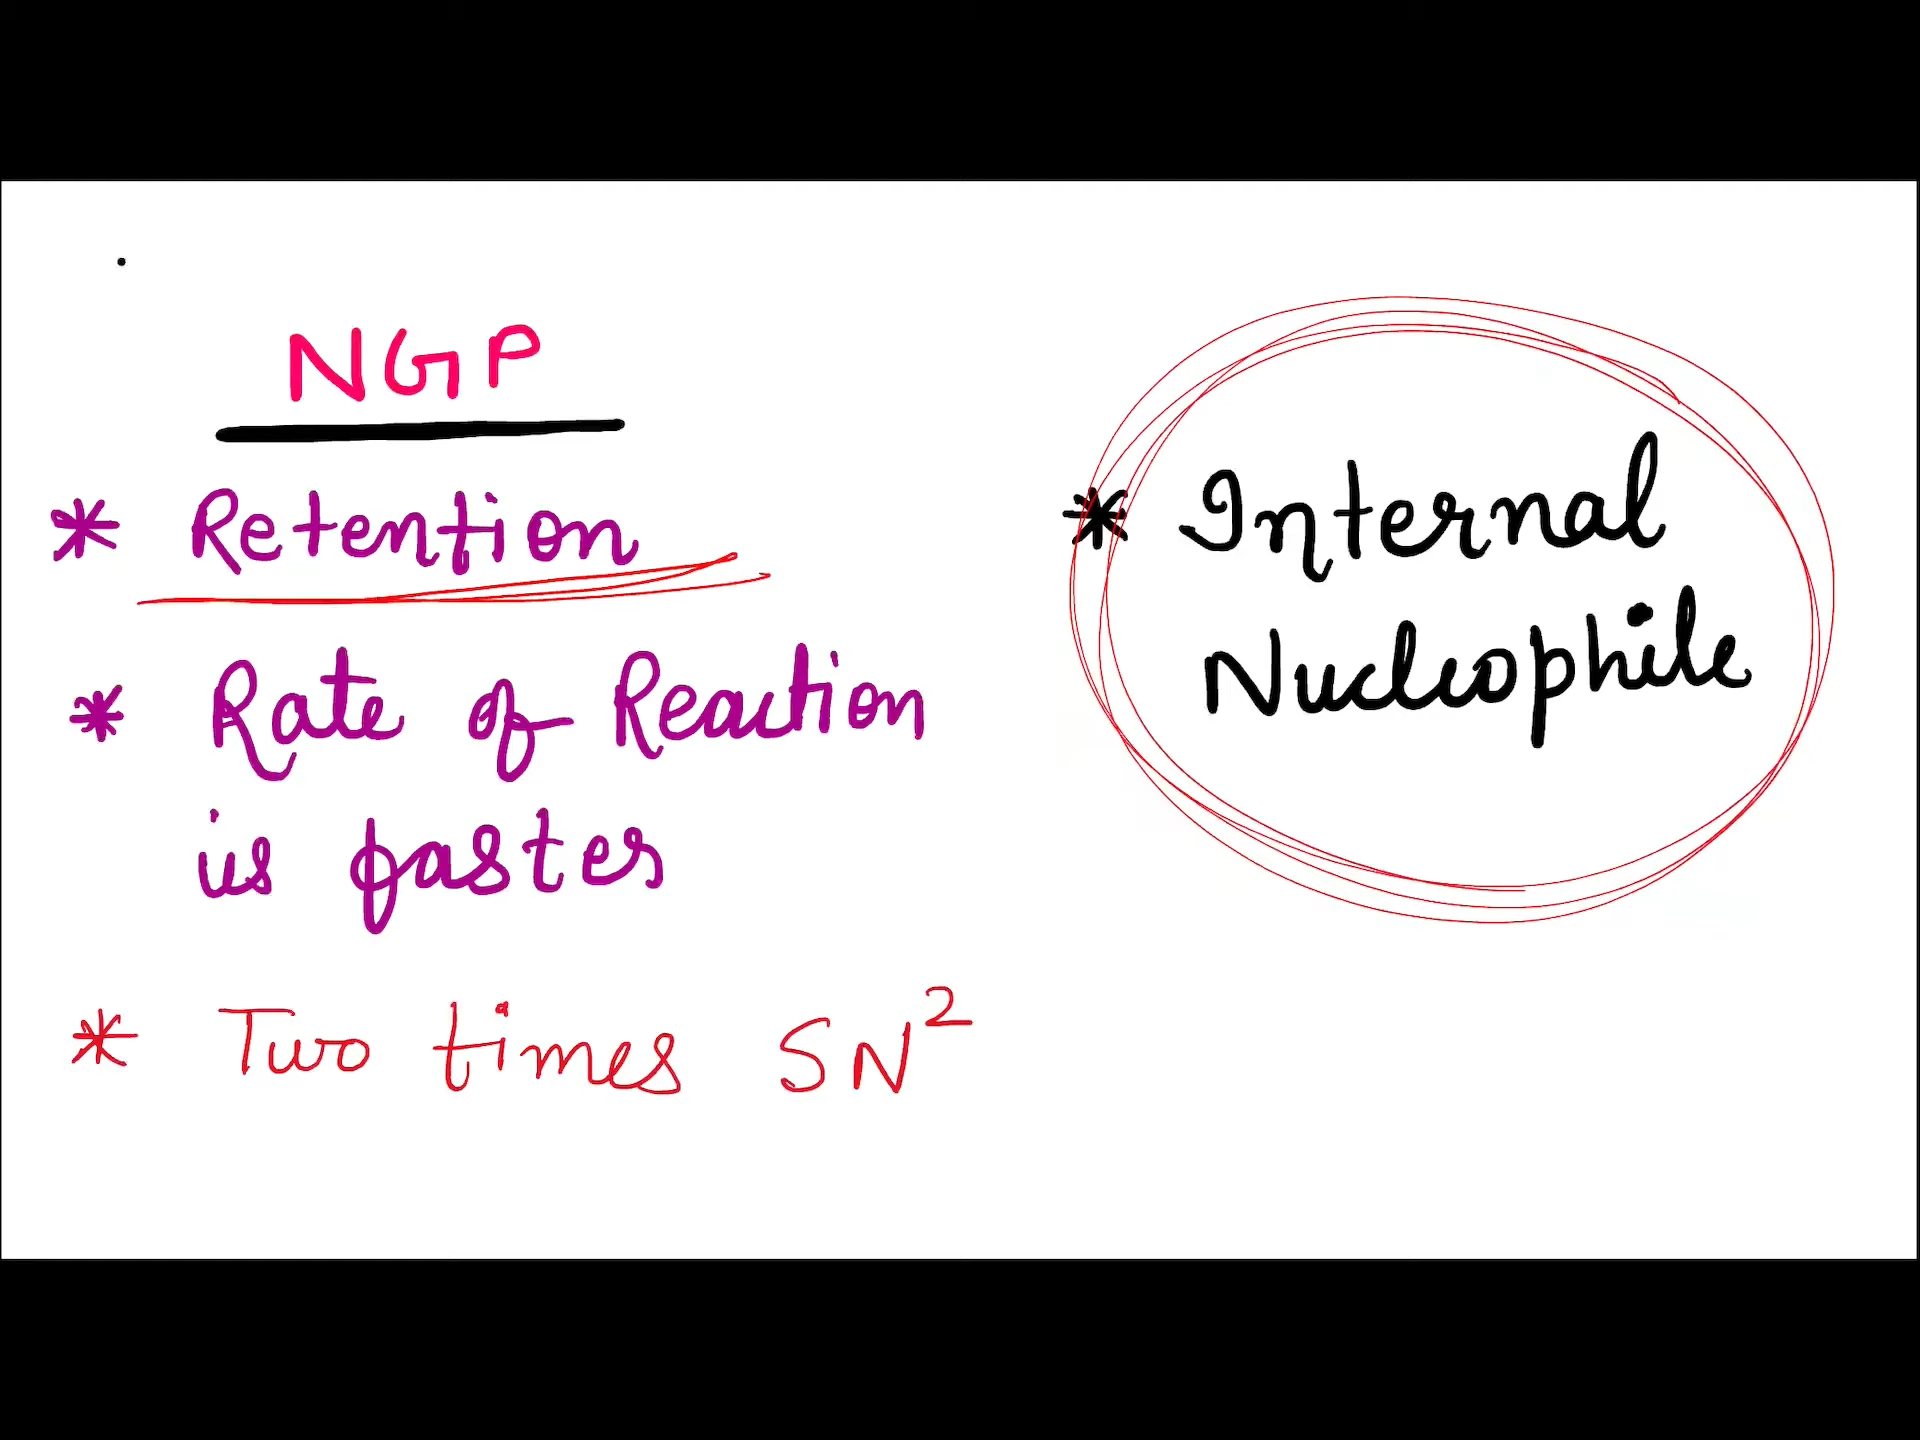 NGP
* Retention
* Rate of Reaction
is faster
* Two times SN²
* Internal
Nucleophile